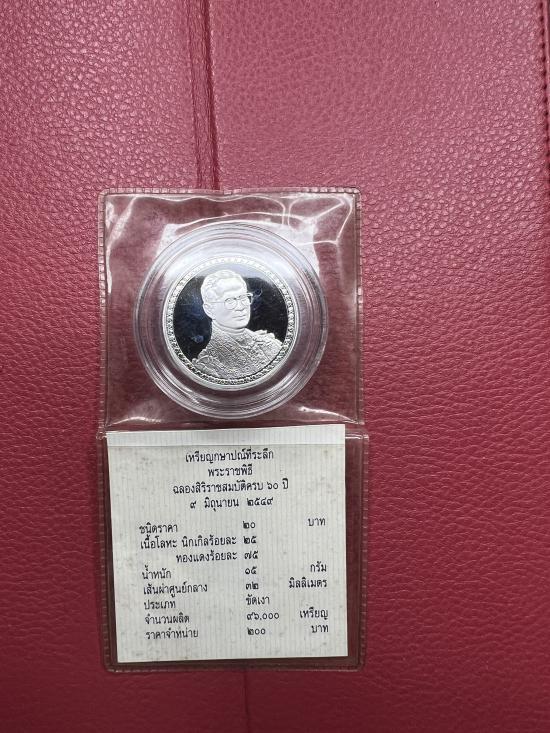 เหรียญกษาปณ์ที่ระลึก
พระราชพิธี
ฉลองสิริราชสมบัติครบ ๖๐ ปี
๙ มิถุนายน ๒๕๔๙
ชนิดราคา ๒๐ บาท
เนื้อโลหะ นิกเกิลร้อยละ ๒๕
ทองแดงร้อยละ ๗๕
น้ำหนัก ๑๕ กรัม
เส้นผ่าศูนย์กลาง ๓๒ มิลลิเมตร
ประเภท ขัดเงา
จำนวนผลิต ๙๖,๐๐๐ เหรียญ
ราคาจำหน่าย ๒๐๐ บาท